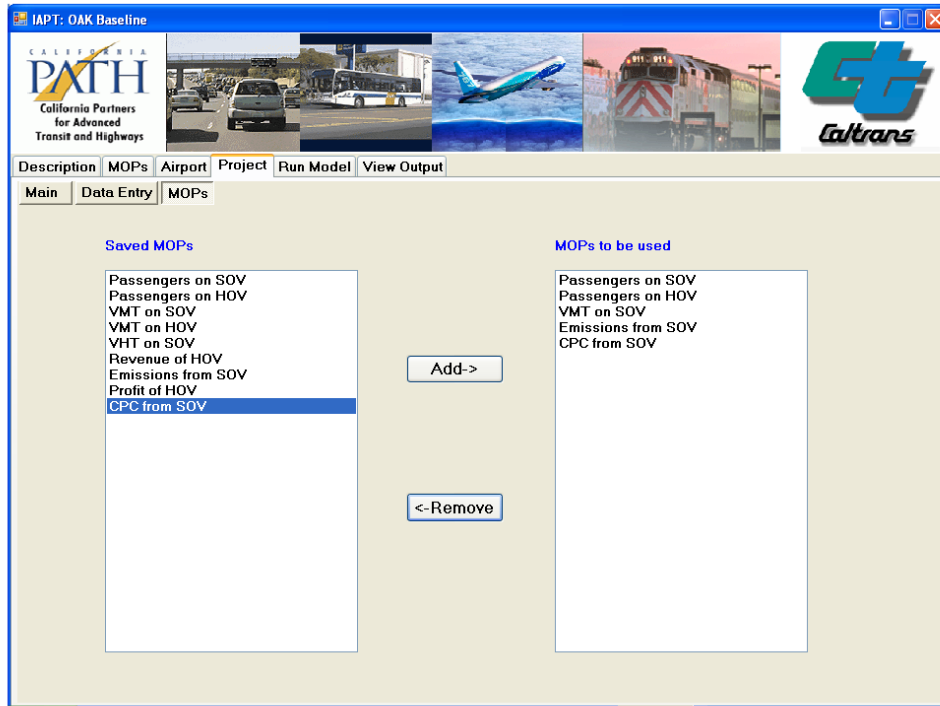 IAPT: OAK Baseline
CALIFORNIA
PATH
California Partners
for Advanced
Transit and Highways
Caltrans
Description MOPs Airport Project Run Model View Output
Main Data Entry MOPs
Saved MOPs
Passengers on SOV
Passengers on HOV
VMT on SOV
VMT on HOV
VHT on SOV
Revenue of HOV
Emissions from SOV
Profit of HOV
CPC from SOV
Add->
<-Remove
MOPs to be used
Passengers on SOV
Passengers on HOV
VMT on SOV
Emissions from SOV
CPC from SOV